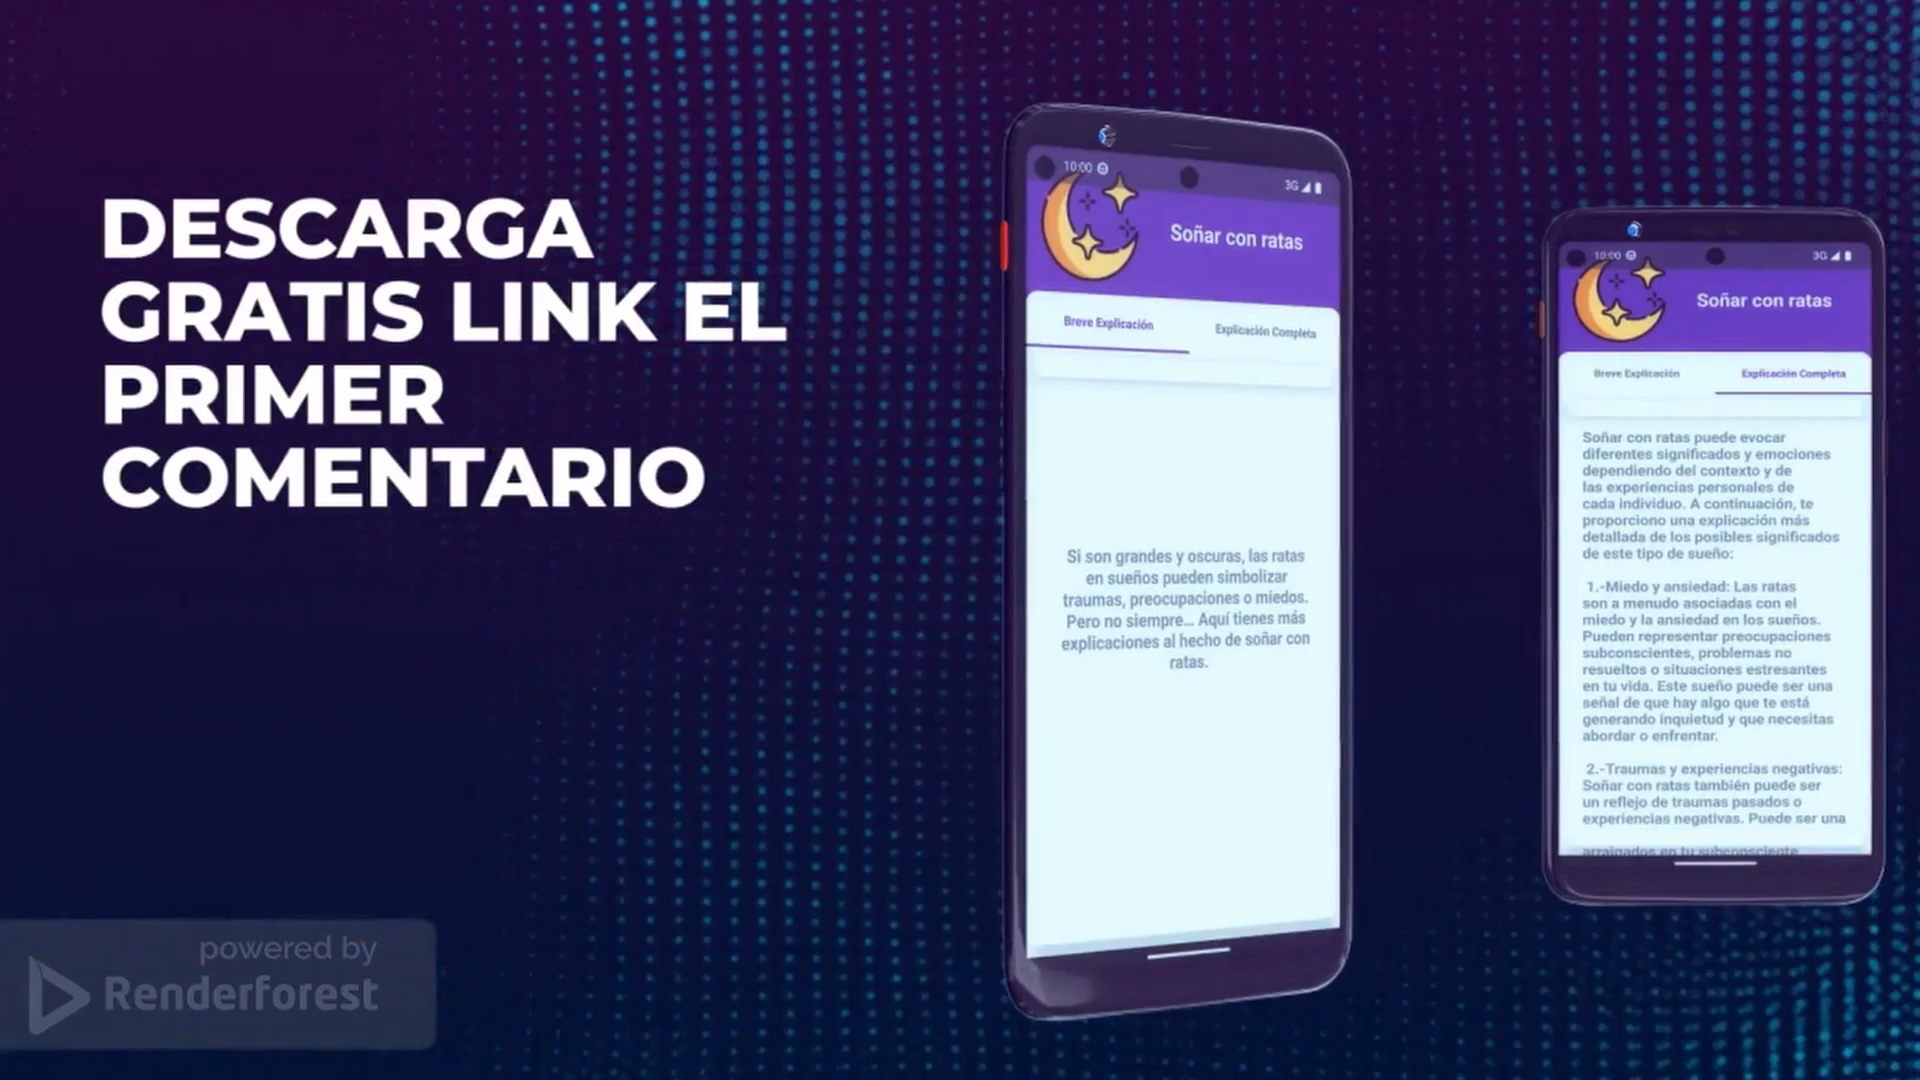 DESCARGA
GRATIS LINK EL
PRIMER
COMENTARIO
10:00
3G
Soñar con ratas
Breve Explicación
Explicación Completa
Si son grandes y oscuras, las ratas
en sueños pueden simbolizar
traumas, preocupaciones o miedos.
Pero no siempre... Aquí tienes más
explicaciones al hecho de soñar con
ratas.
10:00
3G
Soñar con ratas
Breve Explicación
Explicación Completa
Soñar con ratas puede evocar
diferentes significados y emociones
dependiendo del contexto y de
las experiencias personales de
cada individuo. A continuación, te
proporciono una explicación más
detallada de los posibles significados
de este tipo de sueño:
1.-Miedo y ansiedad: Las ratas
son a menudo asociadas con el
miedo y la ansiedad en los sueños.
Pueden representar preocupaciones
subconscientes, problemas no
resueltos o situaciones estresantes
en tu vida. Este sueño puede ser una
señal de que hay algo que te está
generando inquietud y que necesitas
abordar o enfrentar.
2.-Traumas y experiencias negativas:
Soñar con ratas también puede ser
un reflejo de traumas pasados o
experiencias negativas. Puede ser una
arraigados en tu subconsciente
powered by
Renderforest